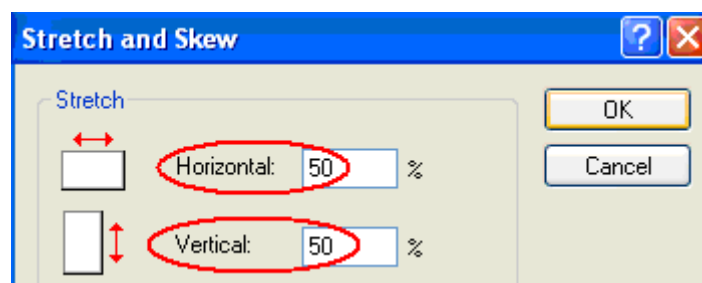 Stretch and Skew
Stretch
OK
Horizontal: 50 %
Cancel
Vertical: 50 %